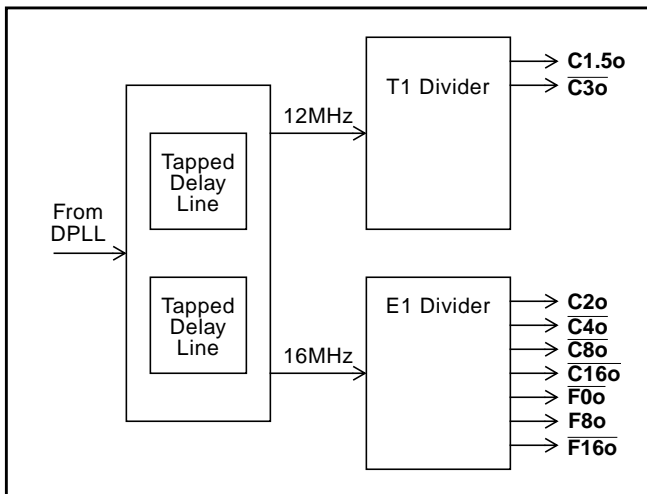 C1.5o
T1 Divider
C3o
12MHz
Tapped
Delay
Line
From
DPLL
E1 Divider
C2o
C4o
Tapped
Delay
Line
C8o
16MHz
C16o
F0o
F8o
F16o